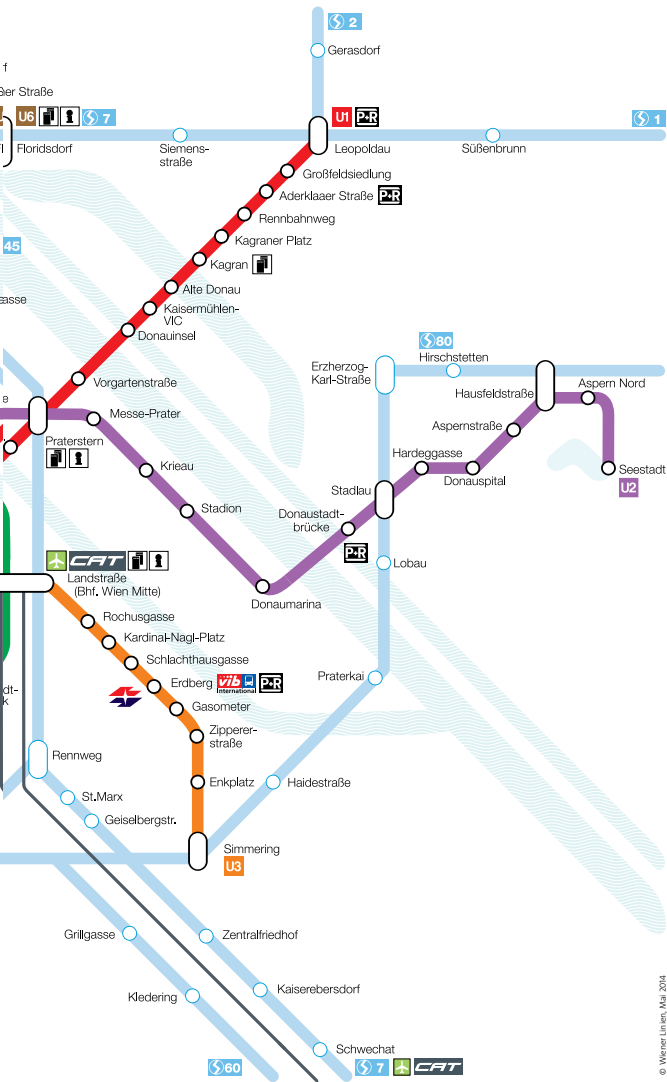 2
Gerasdorf
f
ßer Straße
U6
7
U1
P+R
1
Floridsdorf
Siemens-
straße
Leopoldau
Süßenbrunn
Großfeldsiedlung
Aderklaaer Straße P+R
Rennbahnweg
Kagraner Platz
45
Kagran
Alte Donau
asse
Kaisermühlen-
VIC
Donauinsel
80
Hirschstetten
Erzherzog-
Karl-Straße
Vorgartenstraße
Aspern Nord
Hausfeldstraße
e
Messe-Prater
Aspernstraße
Praterstern
Hardeggasse
Krieau
Seestadt
Donauspital
U2
Stadlau
Stadion
Donaustadt-
brücke
P+R
CAT
Lobau
Landstraße
(Bhf. Wien Mitte)
Donaumarina
Rochusgasse
Kardinal-Nagl-Platz
Schlachthausgasse
Praterkai
Erdberg vib International P+R
dt-
k
Gasometer
Zipperer-
straße
Rennweg
Enkplatz
Haidestraße
St.Marx
Geiselbergstr.
Simmering
U3
Grillgasse
Zentralfriedhof
Kledering
Kaiserebersdorf
Schwechat
60
7 CAT
© Wiener Linien, Mai 2014